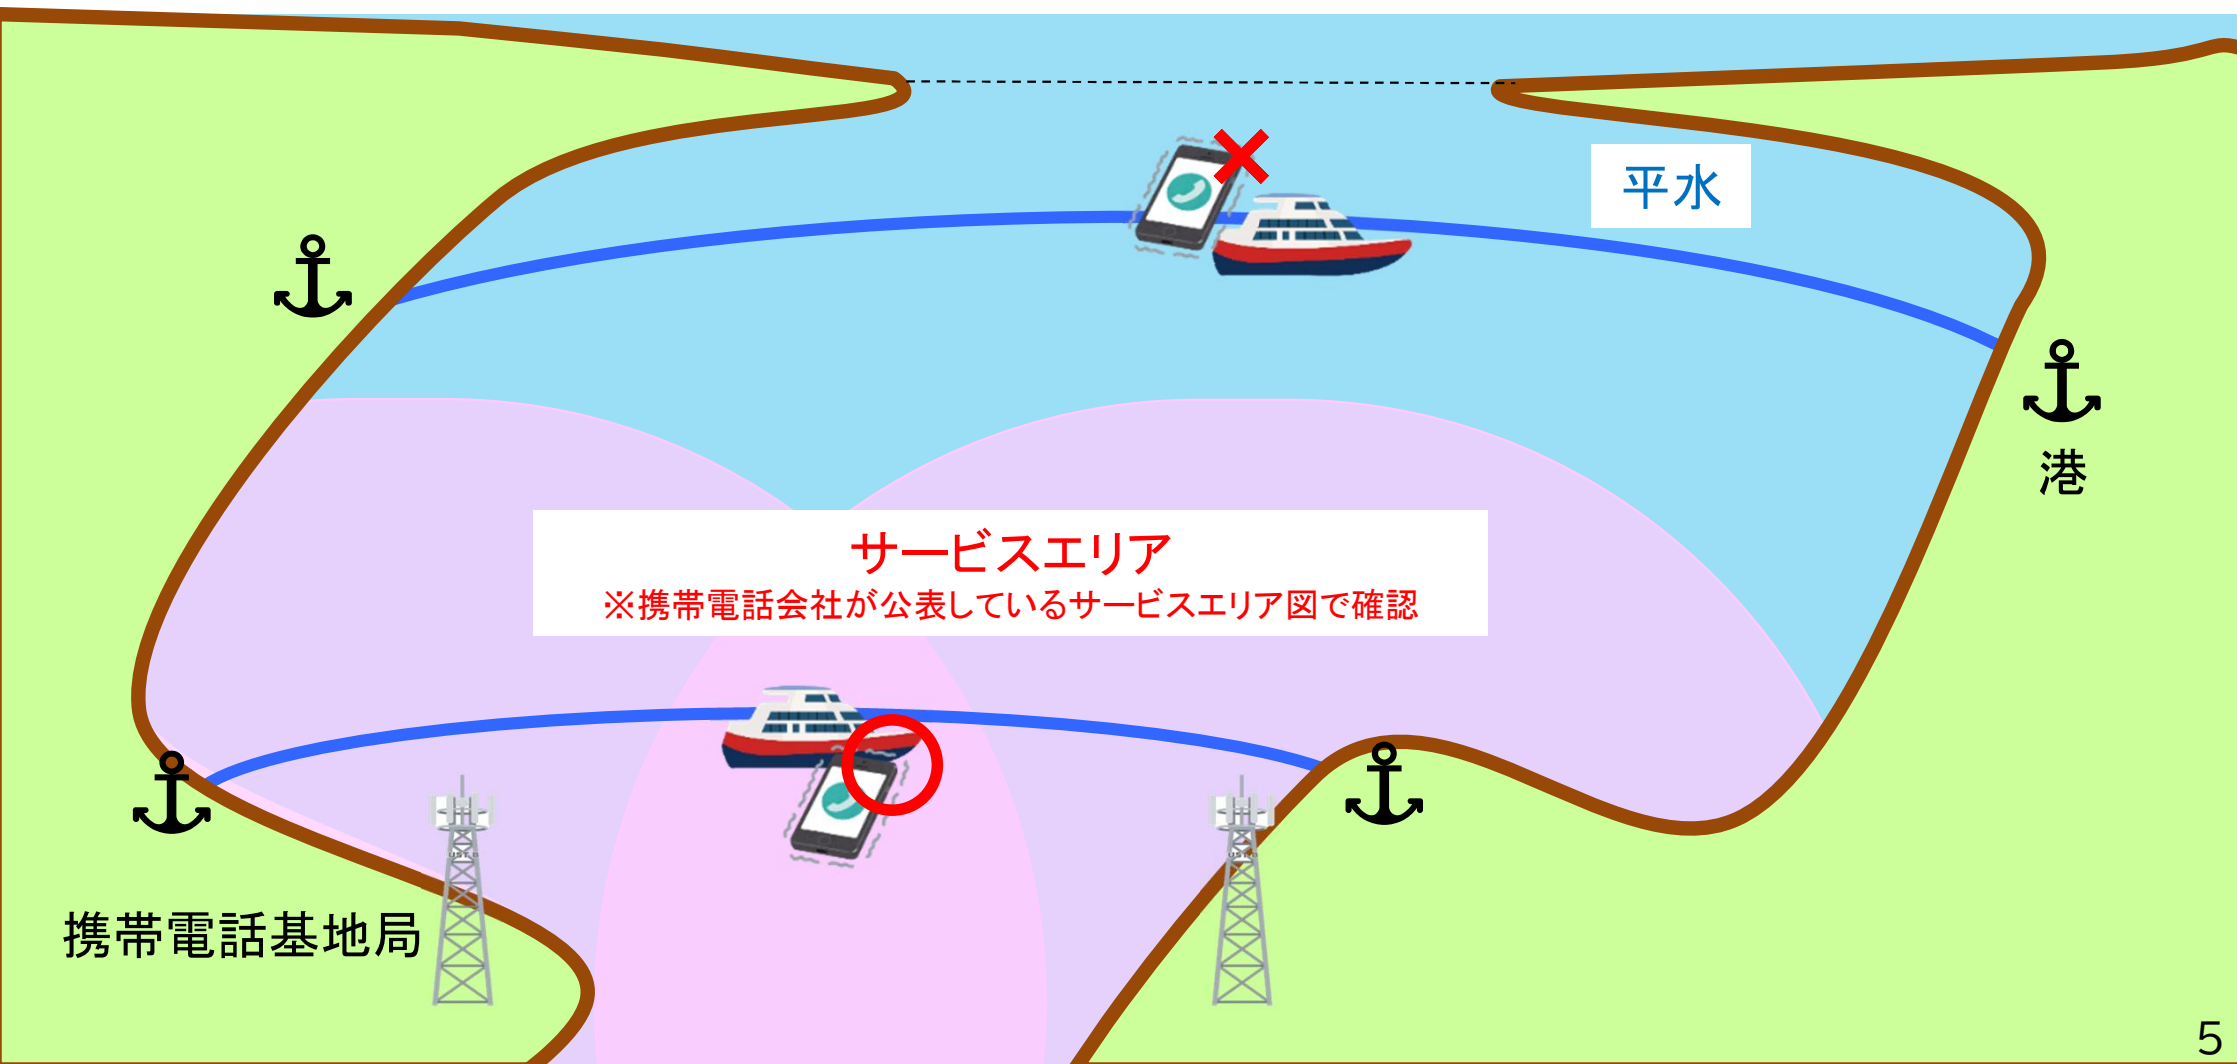 平水
港
サービスエリア
※携帯電話会社が公表しているサービスエリア図で確認
携帯電話基地局
5